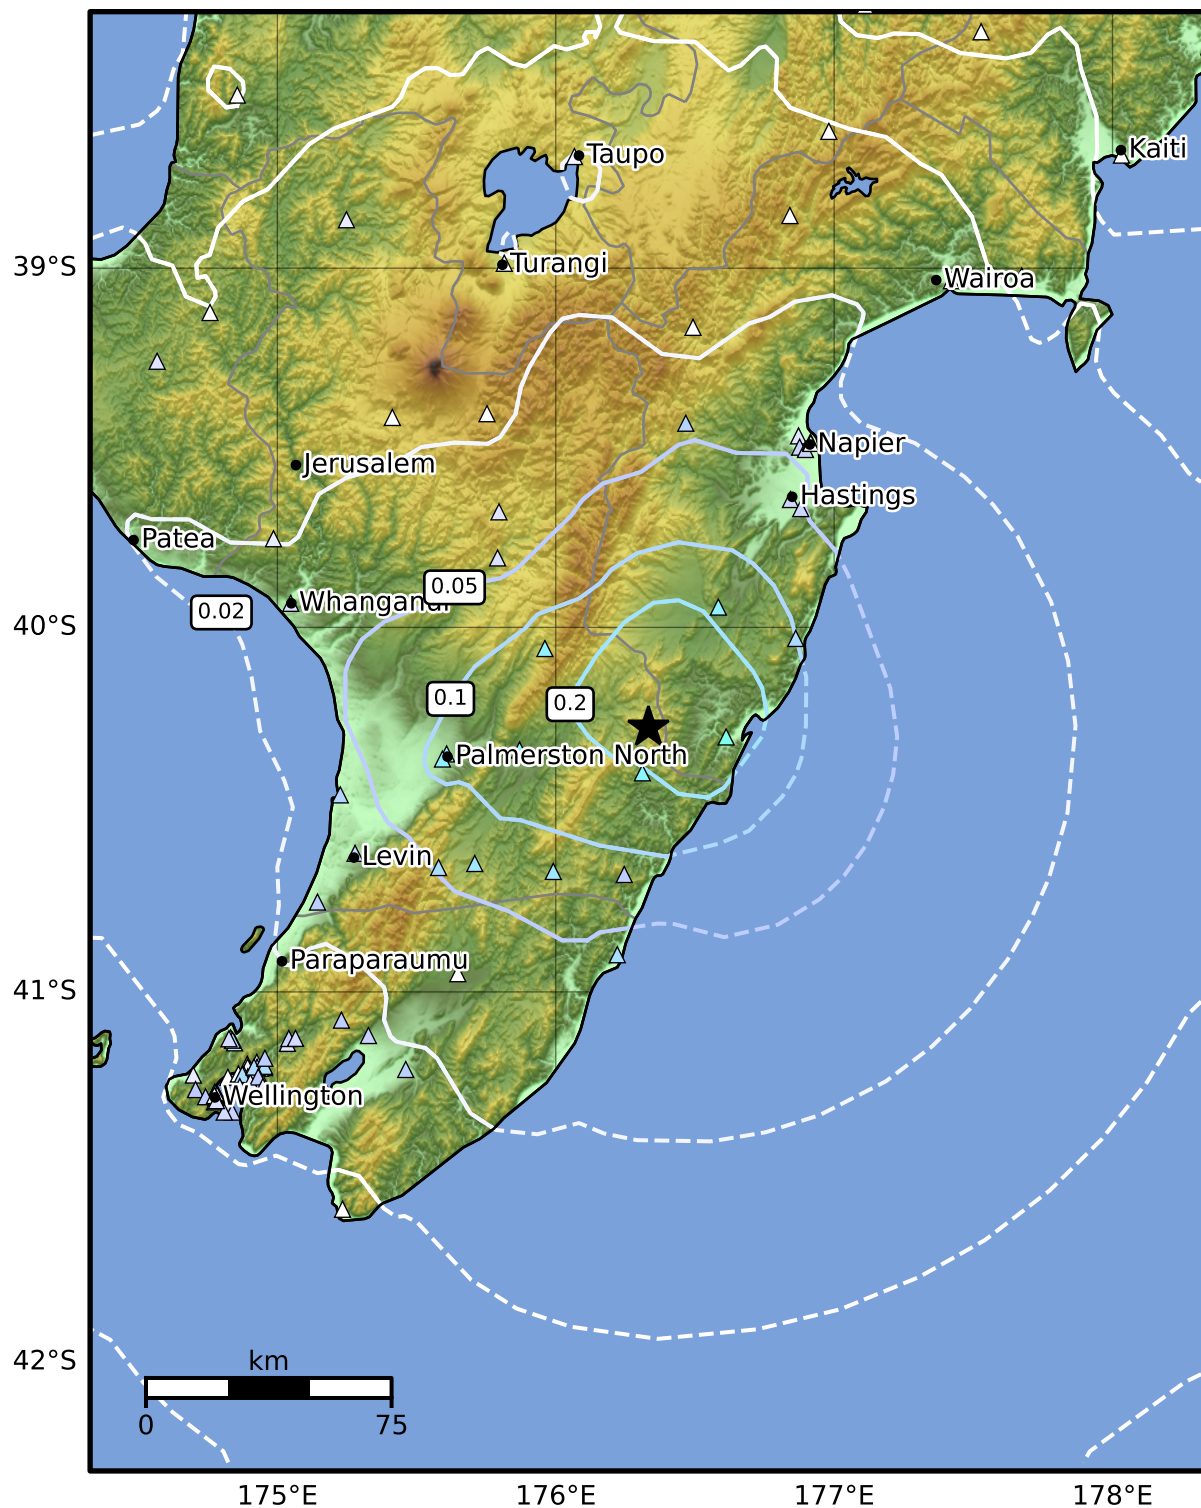 Taupo
Kaiti
39°S
Turangi
Wairoa
Napier
Jerusalem
Hastings
Patea
0.05
Whanganui
0.02
40°S
0.1
0.2
Palmerston North
Levin
Paraparaumu
41°S
Wellington
42°S
km
0
75
175°E
176°E
177°E
178°E